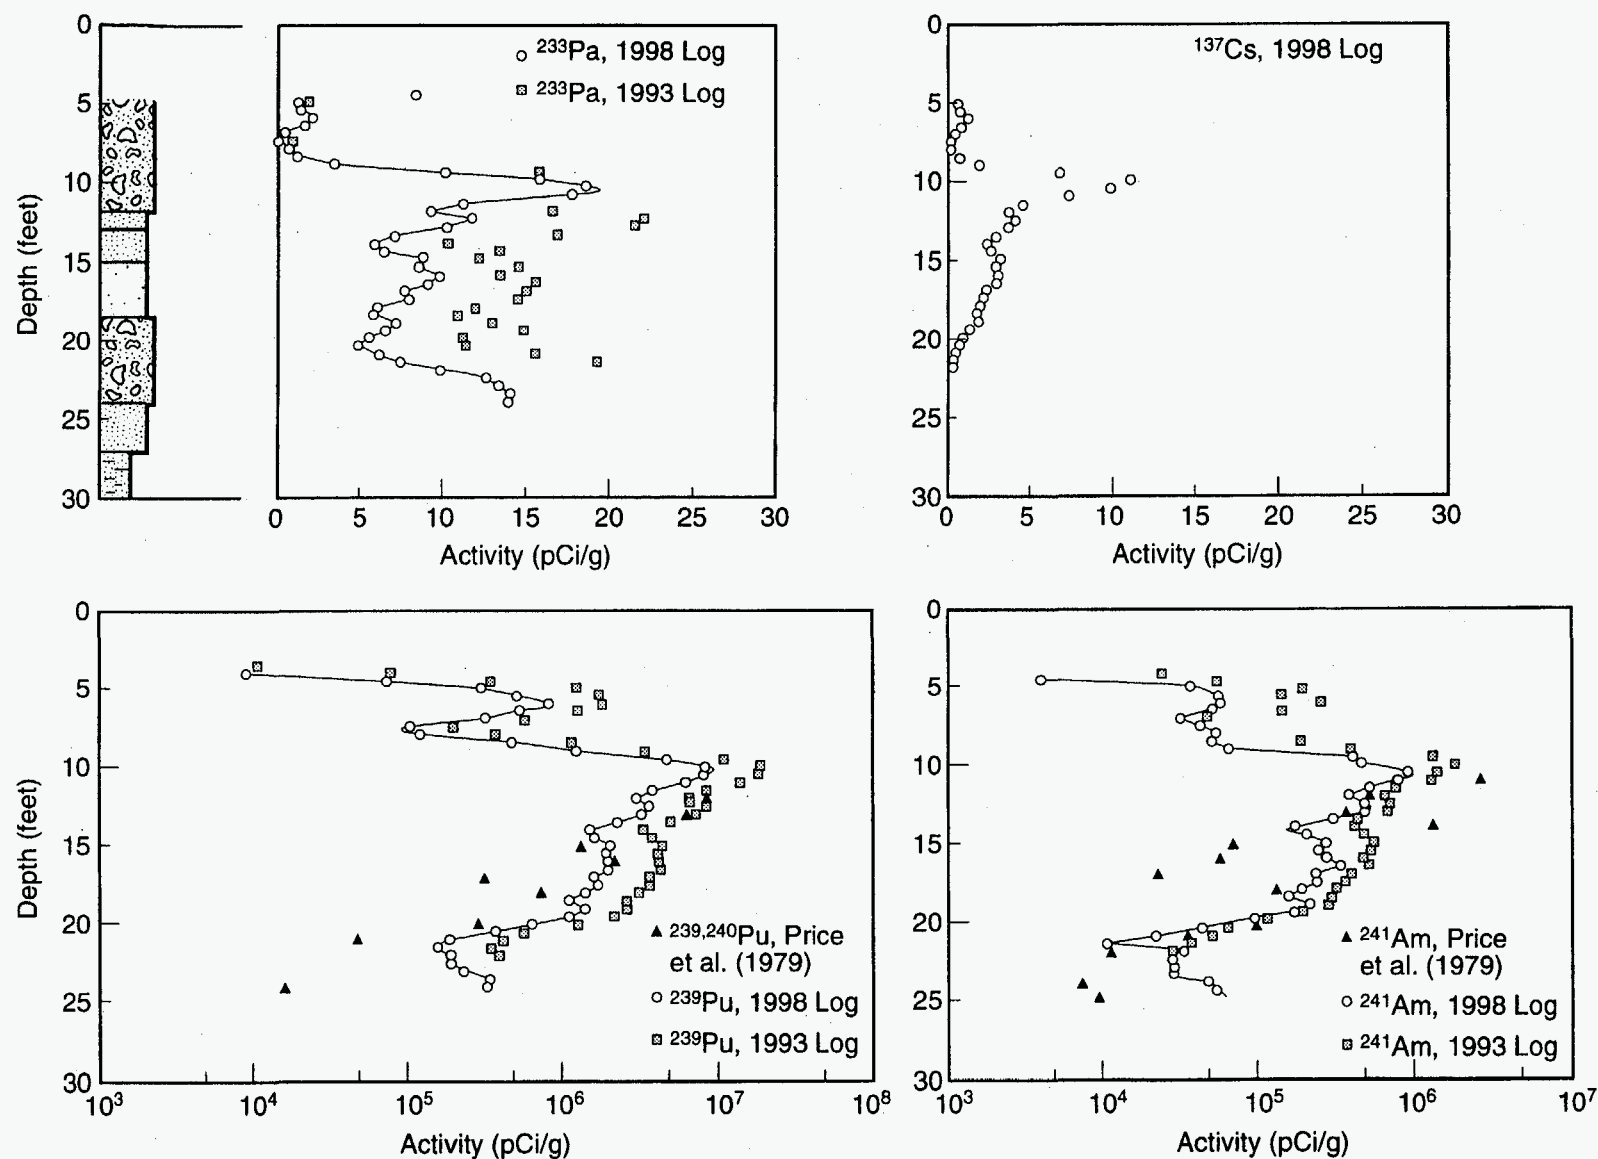 0
5
10
15
20
25
30
Depth (feet)
²³³Pa, 1998 Log
²³³Pa, 1993 Log
0 5 10 15 20 25 30
Activity (pCi/g)
0
5
10
15
20
25
30
¹³⁷Cs, 1998 Log
0 5 10 15 20 25 30
Activity (pCi/g)
0
5
10
15
20
25
30
Depth (feet)
²³⁹,²⁴⁰Pu, Price
et al. (1979)
²³⁹Pu, 1998 Log
²³⁹Pu, 1993 Log
10³ 10⁴ 10⁵ 10⁶ 10⁷ 10⁸
Activity (pCi/g)
0
5
10
15
20
25
30
²⁴¹Am, Price
et al. (1979)
²⁴¹Am, 1998 Log
²⁴¹Am, 1993 Log
10³ 10⁴ 10⁵ 10⁶ 10⁷
Activity (pCi/g)